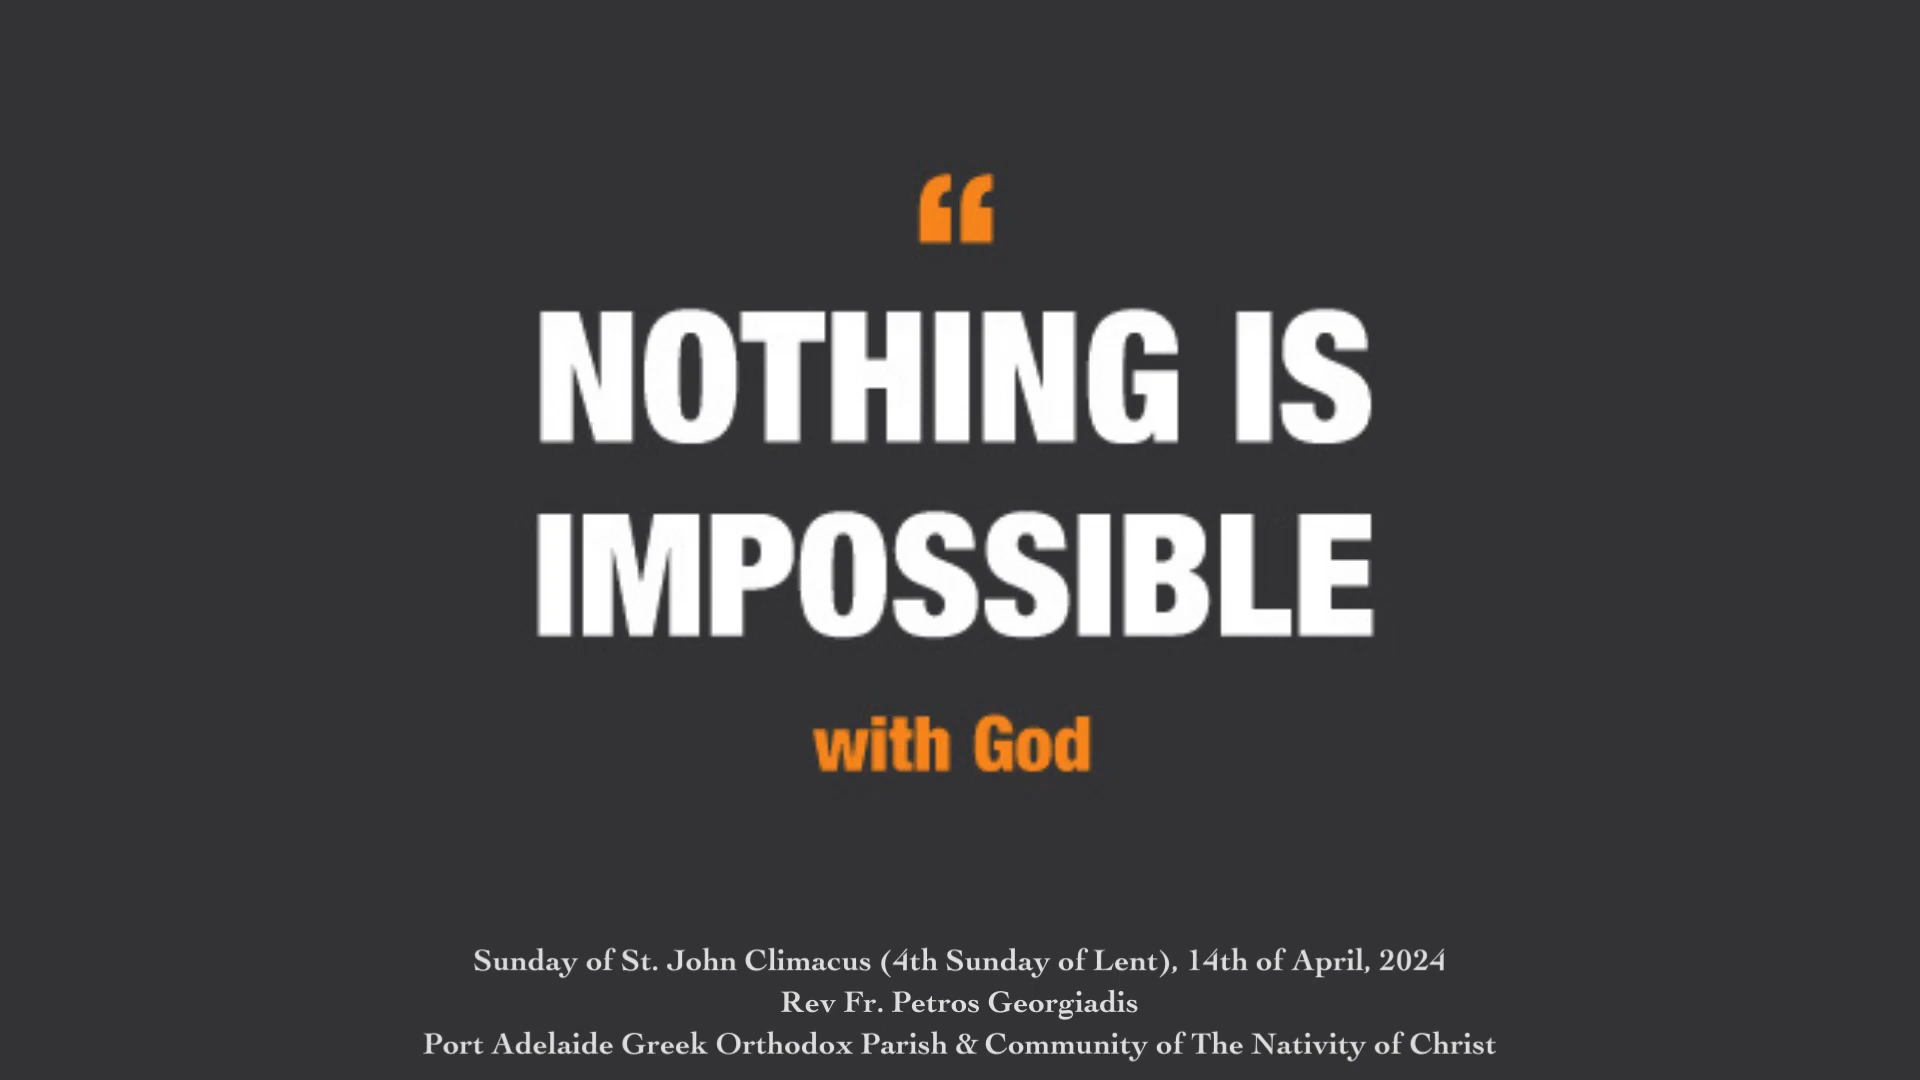 “
NOTHING IS
IMPOSSIBLE
with God
Sunday of St. John Climacus (4th Sunday of Lent), 14th of April, 2024
Rev Fr. Petros Georgiadis
Port Adelaide Greek Orthodox Parish & Community of The Nativity of Christ